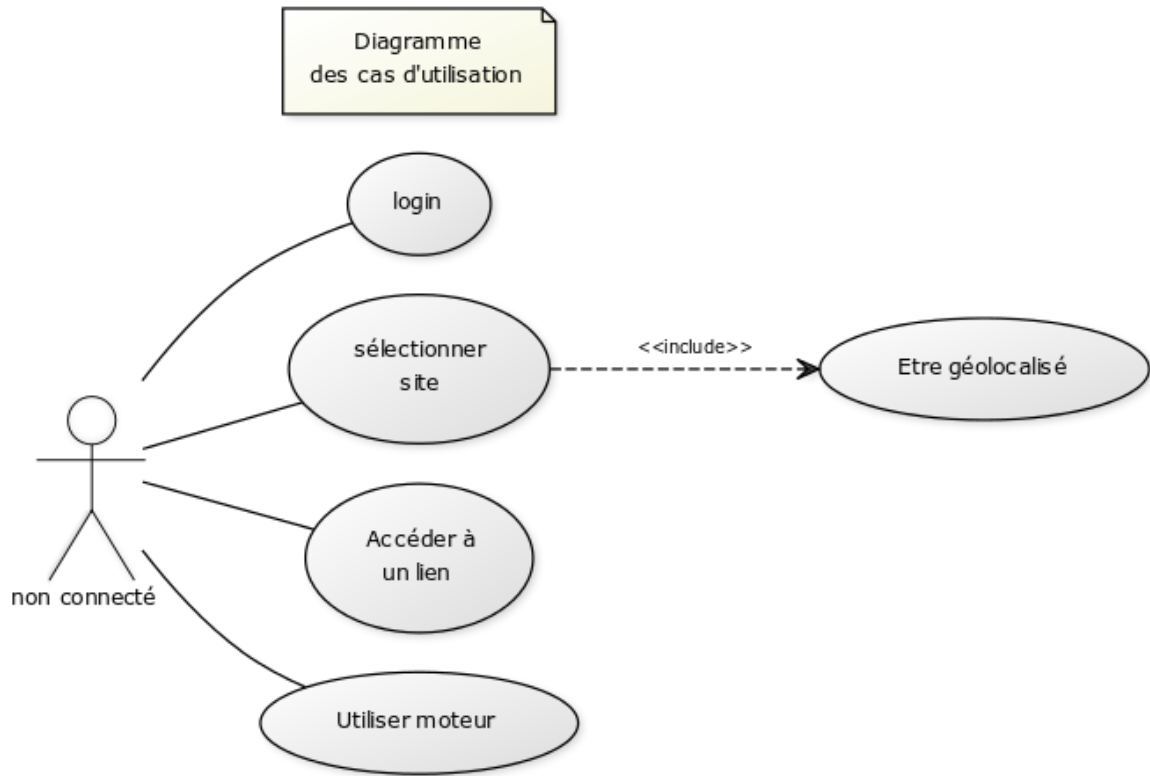 Diagramme
des cas d'utilisation
login
sélectionner
site
<<include>>
Etre géolocalisé
Accéder à
un lien
non connecté
Utiliser moteur